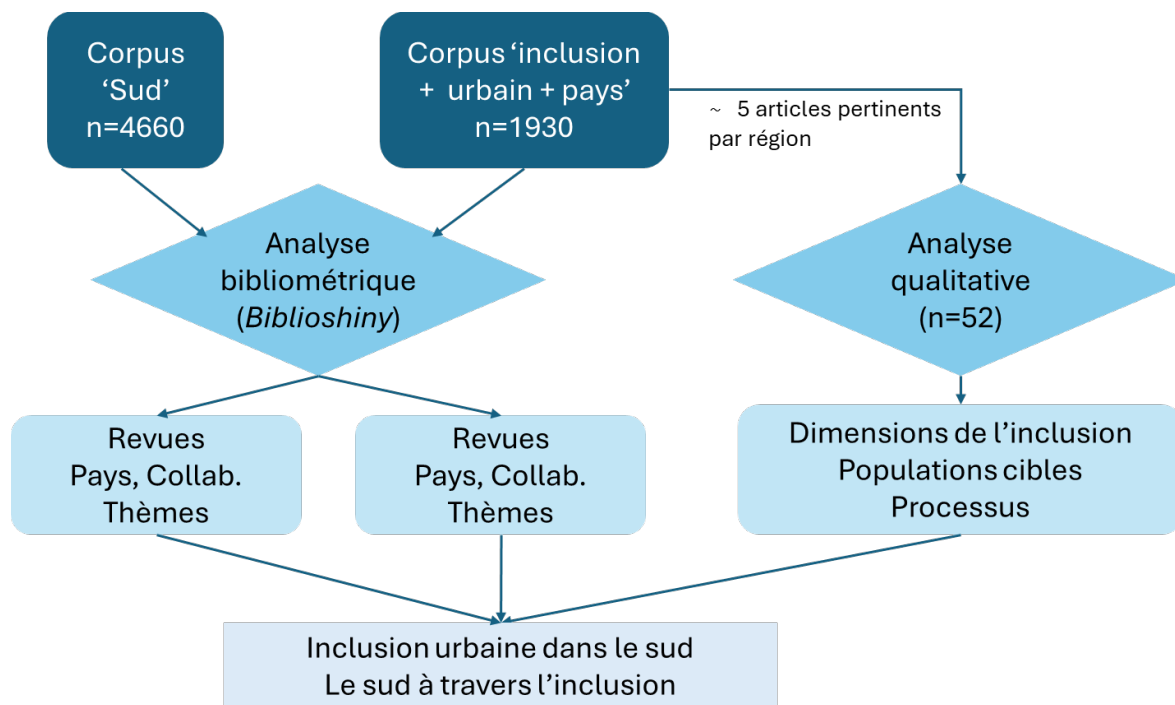 Corpus
‘Sud’
n=4660
Corpus ‘inclusion
+ urbain + pays’
n=1930
~ 5 articles pertinents
par région
Analyse
bibliométrique
(Biblioshiny)
Analyse
qualitative
(n=52)
Revues
Pays, Collab.
Thèmes
Revues
Pays, Collab.
Thèmes
Dimensions de l’inclusion
Populations cibles
Processus
Inclusion urbaine dans le sud
Le sud à travers l’inclusion